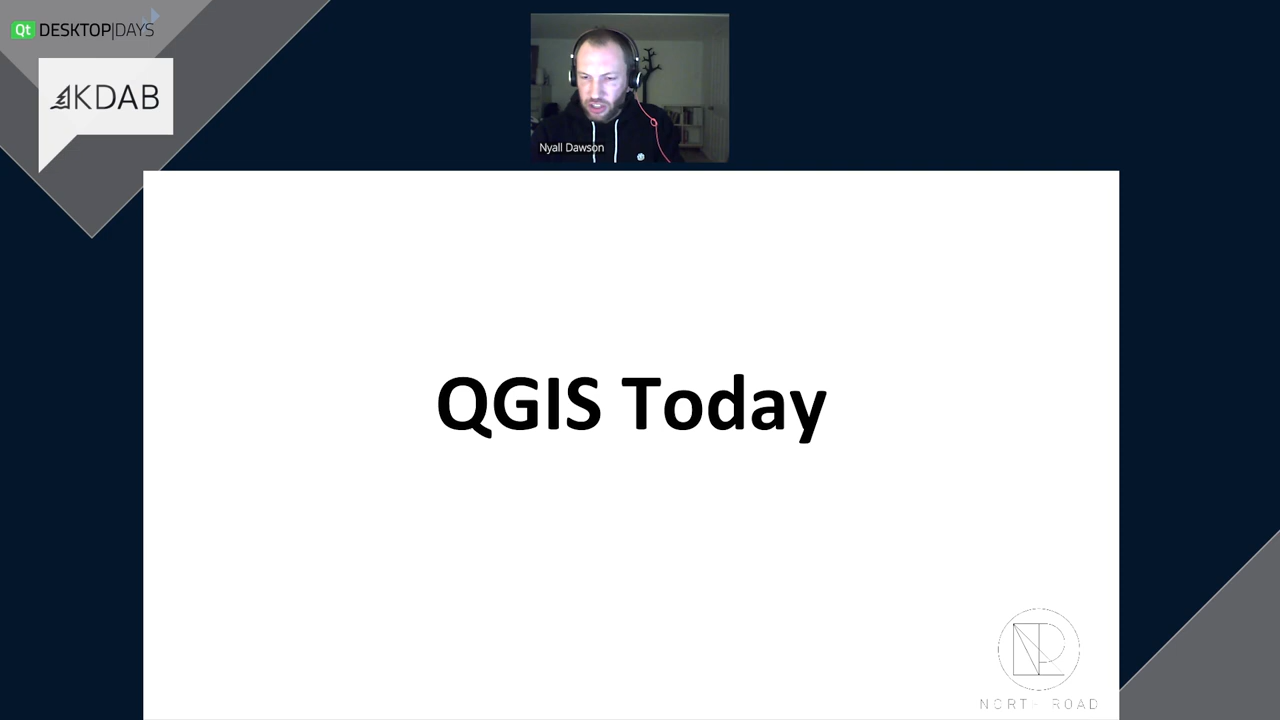 Qt DESKTOP|DAYS
KDAB
Nyall Dawson
QGIS Today
NORTH ROAD